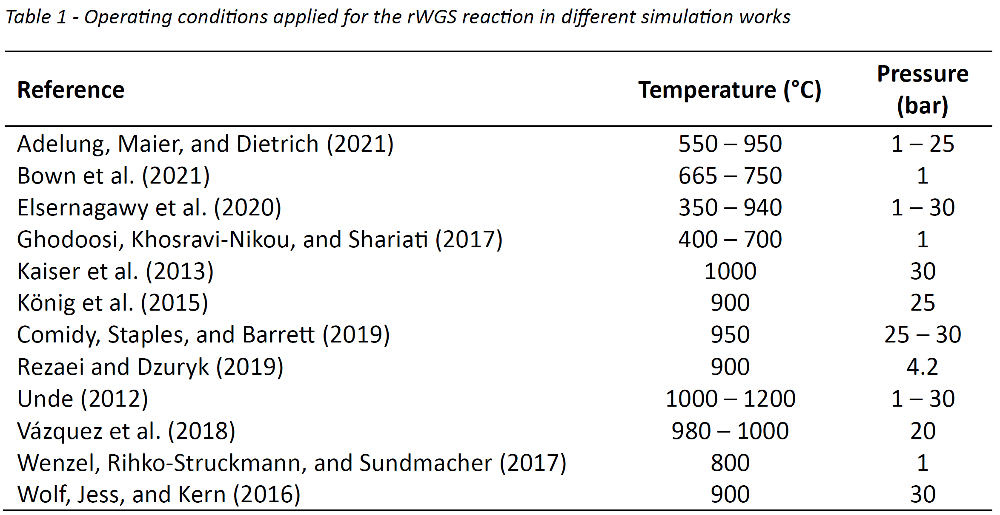 Table 1 - Operating conditions applied for the rWGS reaction in different simulation works
Reference Temperature (°C) Pressure (bar)
Adelung, Maier, and Dietrich (2021) 550 – 950 1 – 25
Bown et al. (2021) 665 – 750 1
Elsernagawy et al. (2020) 350 – 940 1 – 30
Ghodoosi, Khosravi-Nikou, and Shariati (2017) 400 – 700 1
Kaiser et al. (2013) 1000 30
König et al. (2015) 900 25
Comidy, Staples, and Barrett (2019) 950 25 – 30
Rezaei and Dzuryk (2019) 900 4.2
Unde (2012) 1000 – 1200 1 – 30
Vázquez et al. (2018) 980 – 1000 20
Wenzel, Rihko-Struckmann, and Sundmacher (2017) 800 1
Wolf, Jess, and Kern (2016) 900 30